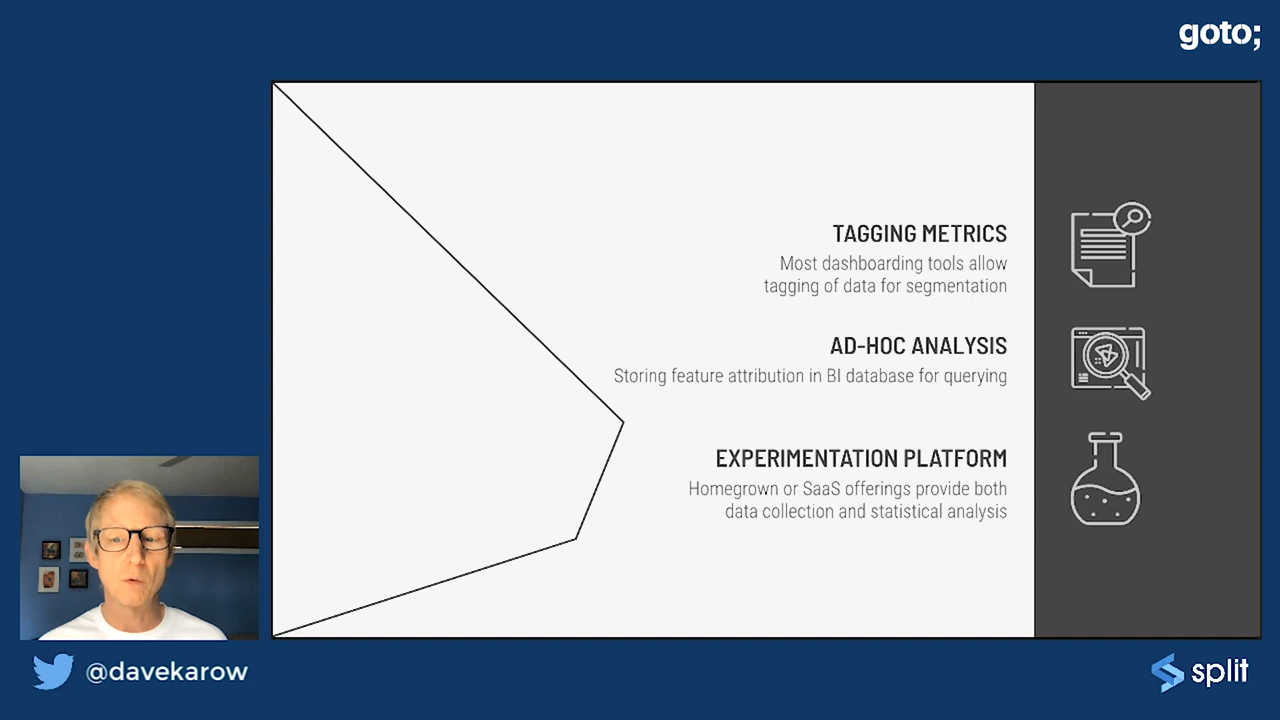 goto;
TAGGING METRICS
Most dashboarding tools allow
tagging of data for segmentation
AD-HOC ANALYSIS
Storing feature attribution in BI database for querying
EXPERIMENTATION PLATFORM
Homegrown or SaaS offerings provide both
data collection and statistical analysis
@davekarow
split